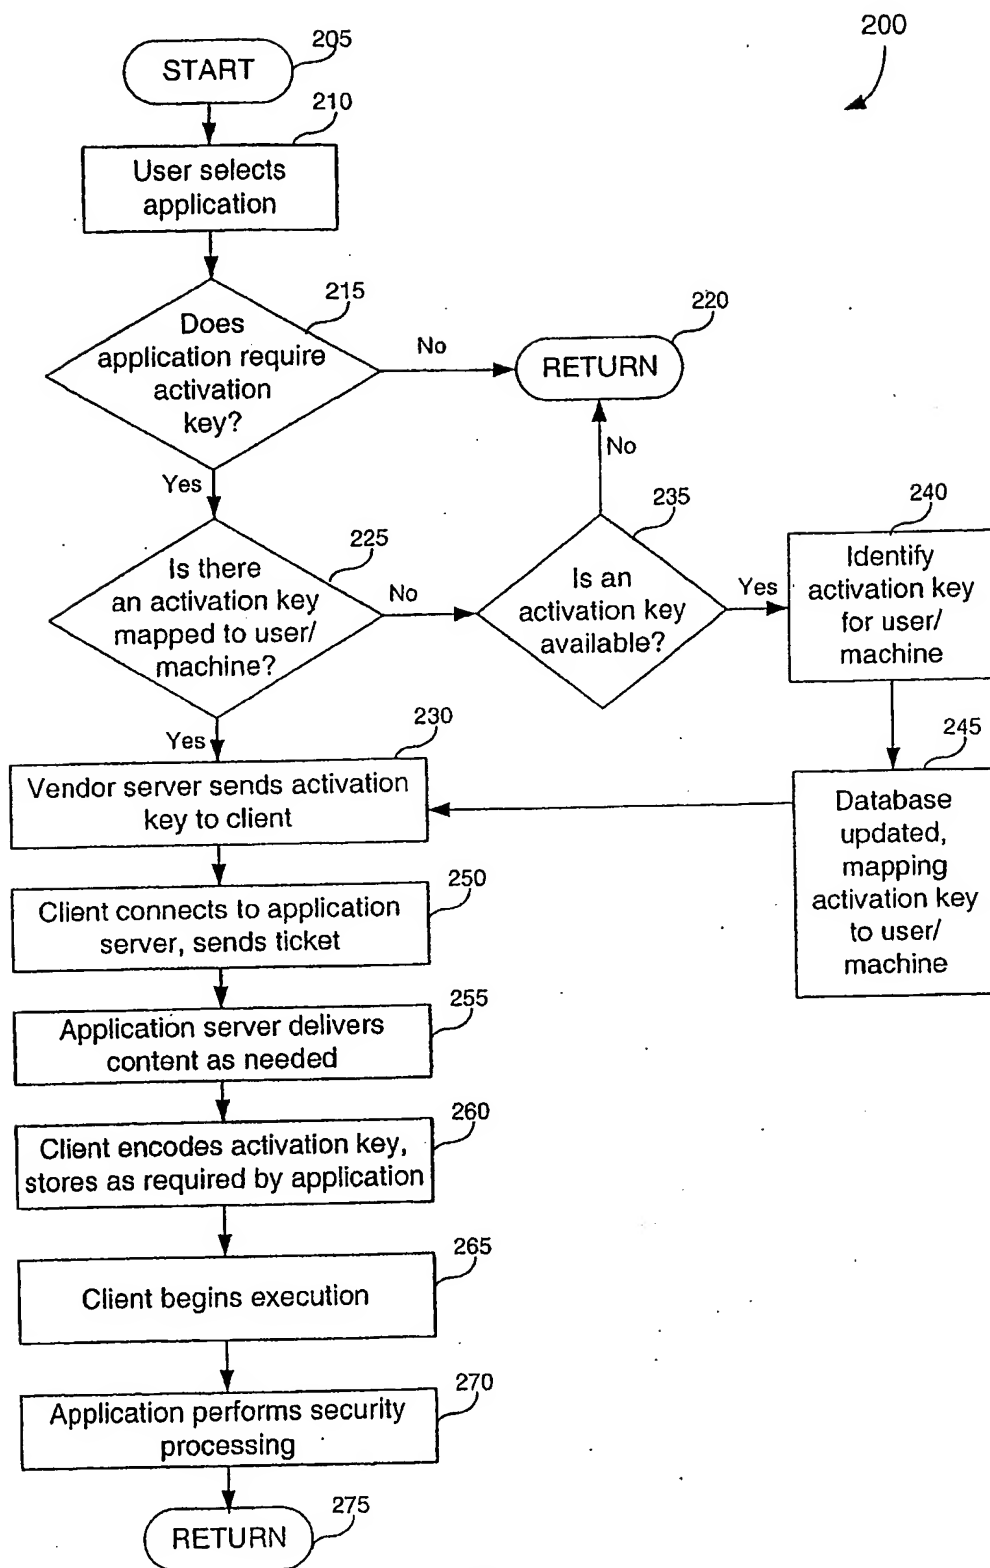 200
205
START
210
User selects
application
215
Does
application require
activation
key?
No
220
RETURN
Yes
No
225
Is there
an activation key
mapped to user/
machine?
No
235
Is an
activation key
available?
Yes
240
Identify
activation key
for user/
machine
Yes
230
Vendor server sends activation
key to client
245
Database
updated,
mapping
activation key
to user/
machine
250
Client connects to application
server, sends ticket
255
Application server delivers
content as needed
260
Client encodes activation key,
stores as required by application
265
Client begins execution
270
Application performs security
processing
275
RETURN